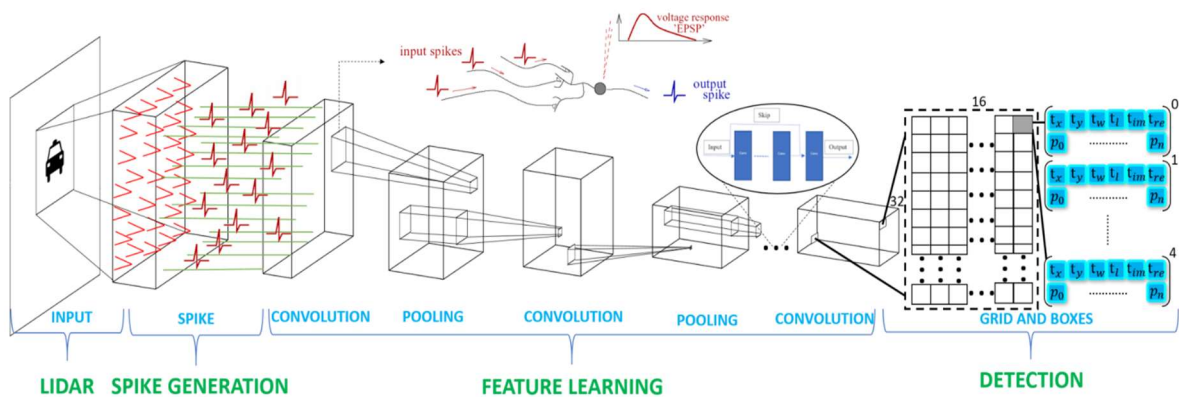 voltage response
'EPSP'
input spikes
output
spike
Skip
Input
Output
16
32
t_x t_y t_w t_l t_im t_re
p_0 ............ p_n
0
t_x t_y t_w t_l t_im t_re
p_0 ............ p_n
1
t_x t_y t_w t_l t_im t_re
p_0 ............ p_n
4
INPUT
SPIKE
CONVOLUTION
POOLING
CONVOLUTION
POOLING
CONVOLUTION
GRID AND BOXES
LIDAR
SPIKE GENERATION
FEATURE LEARNING
DETECTION